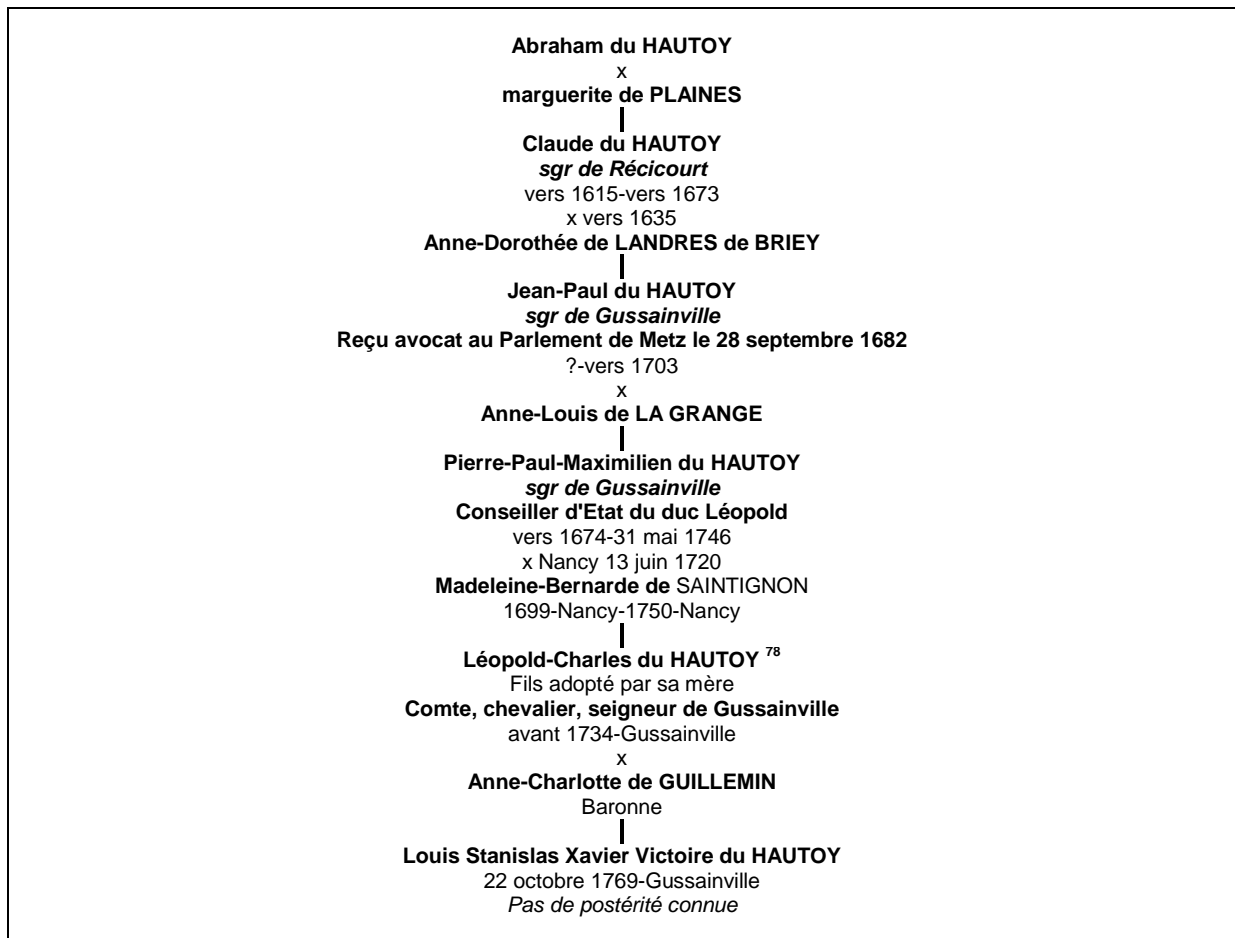 Abraham du HAUTOY
x
marguerite de PLAINES
Claude du HAUTOY
sgr de Récicourt
vers 1615-vers 1673
x vers 1635
Anne-Dorothée de LANDRES de BRIEY
Jean-Paul du HAUTOY
sgr de Gussainville
Reçu avocat au Parlement de Metz le 28 septembre 1682
?-vers 1703
x
Anne-Louis de LA GRANGE
Pierre-Paul-Maximilien du HAUTOY
sgr de Gussainville
Conseiller d'Etat du duc Léopold
vers 1674-31 mai 1746
x Nancy 13 juin 1720
Madeleine-Bernarde de SAINTIGNON
1699-Nancy-1750-Nancy
Léopold-Charles du HAUTOY 78
Fils adopté par sa mère
Comte, chevalier, seigneur de Gussainville
avant 1734-Gussainville
x
Anne-Charlotte de GUILLEMIN
Baronne
Louis Stanislas Xavier Victoire du HAUTOY
22 octobre 1769-Gussainville
Pas de postérité connue